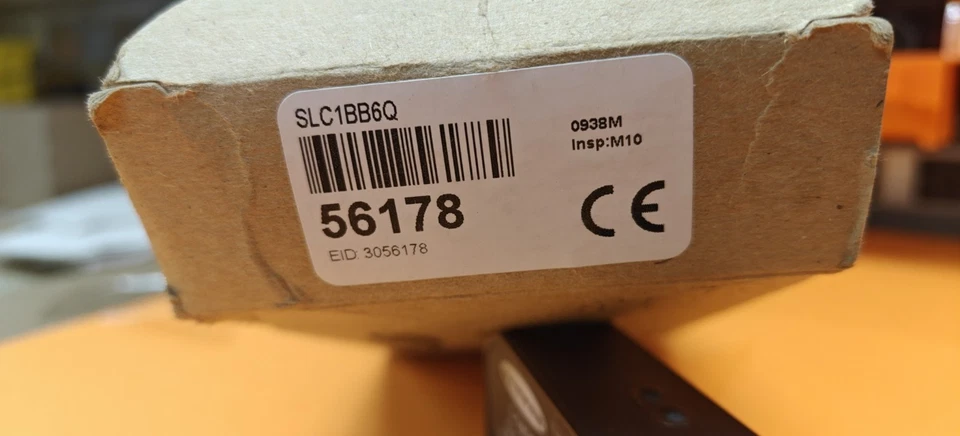 SLC1BB6Q
0938M
Insp:M10
56178
CE
EID: 3056178